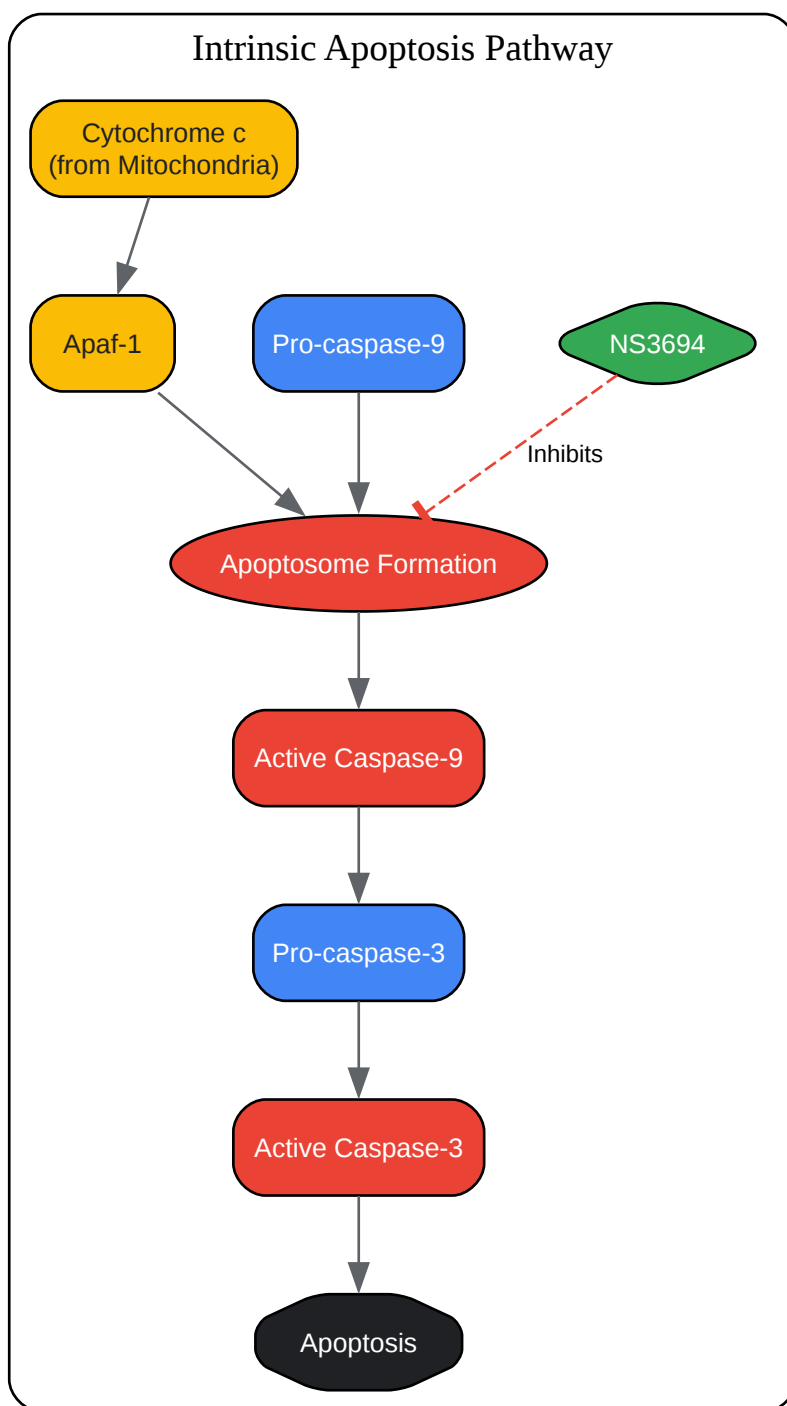 Intrinsic Apoptosis Pathway
Cytochrome c
(from Mitochondria)
Apaf-1
Pro-caspase-9
NS3694
Inhibits
Apoptosome Formation
Active Caspase-9
Pro-caspase-3
Active Caspase-3
Apoptosis